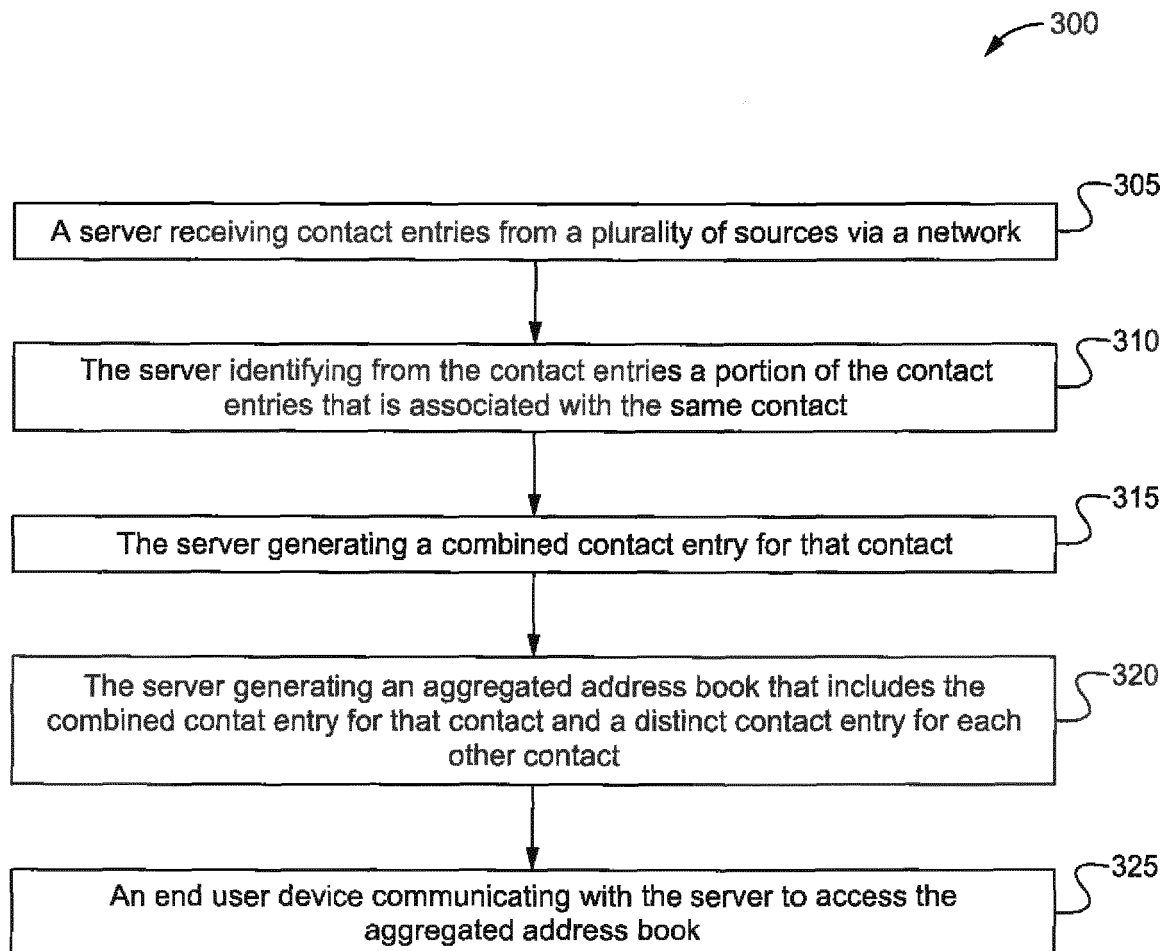 300
305
A server receiving contact entries from a plurality of sources via a network
310
The server identifying from the contact entries a portion of the contact
entries that is associated with the same contact
315
The server generating a combined contact entry for that contact
320
The server generating an aggregated address book that includes the
combined contat entry for that contact and a distinct contact entry for each
other contact
325
An end user device communicating with the server to access the
aggregated address book